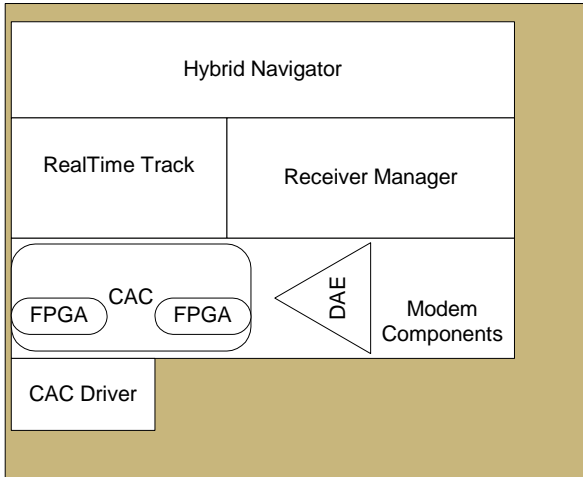 Hybrid Navigator
RealTime Track
Receiver Manager
CAC
FPGA
FPGA
DAE
Modem
Components
CAC Driver